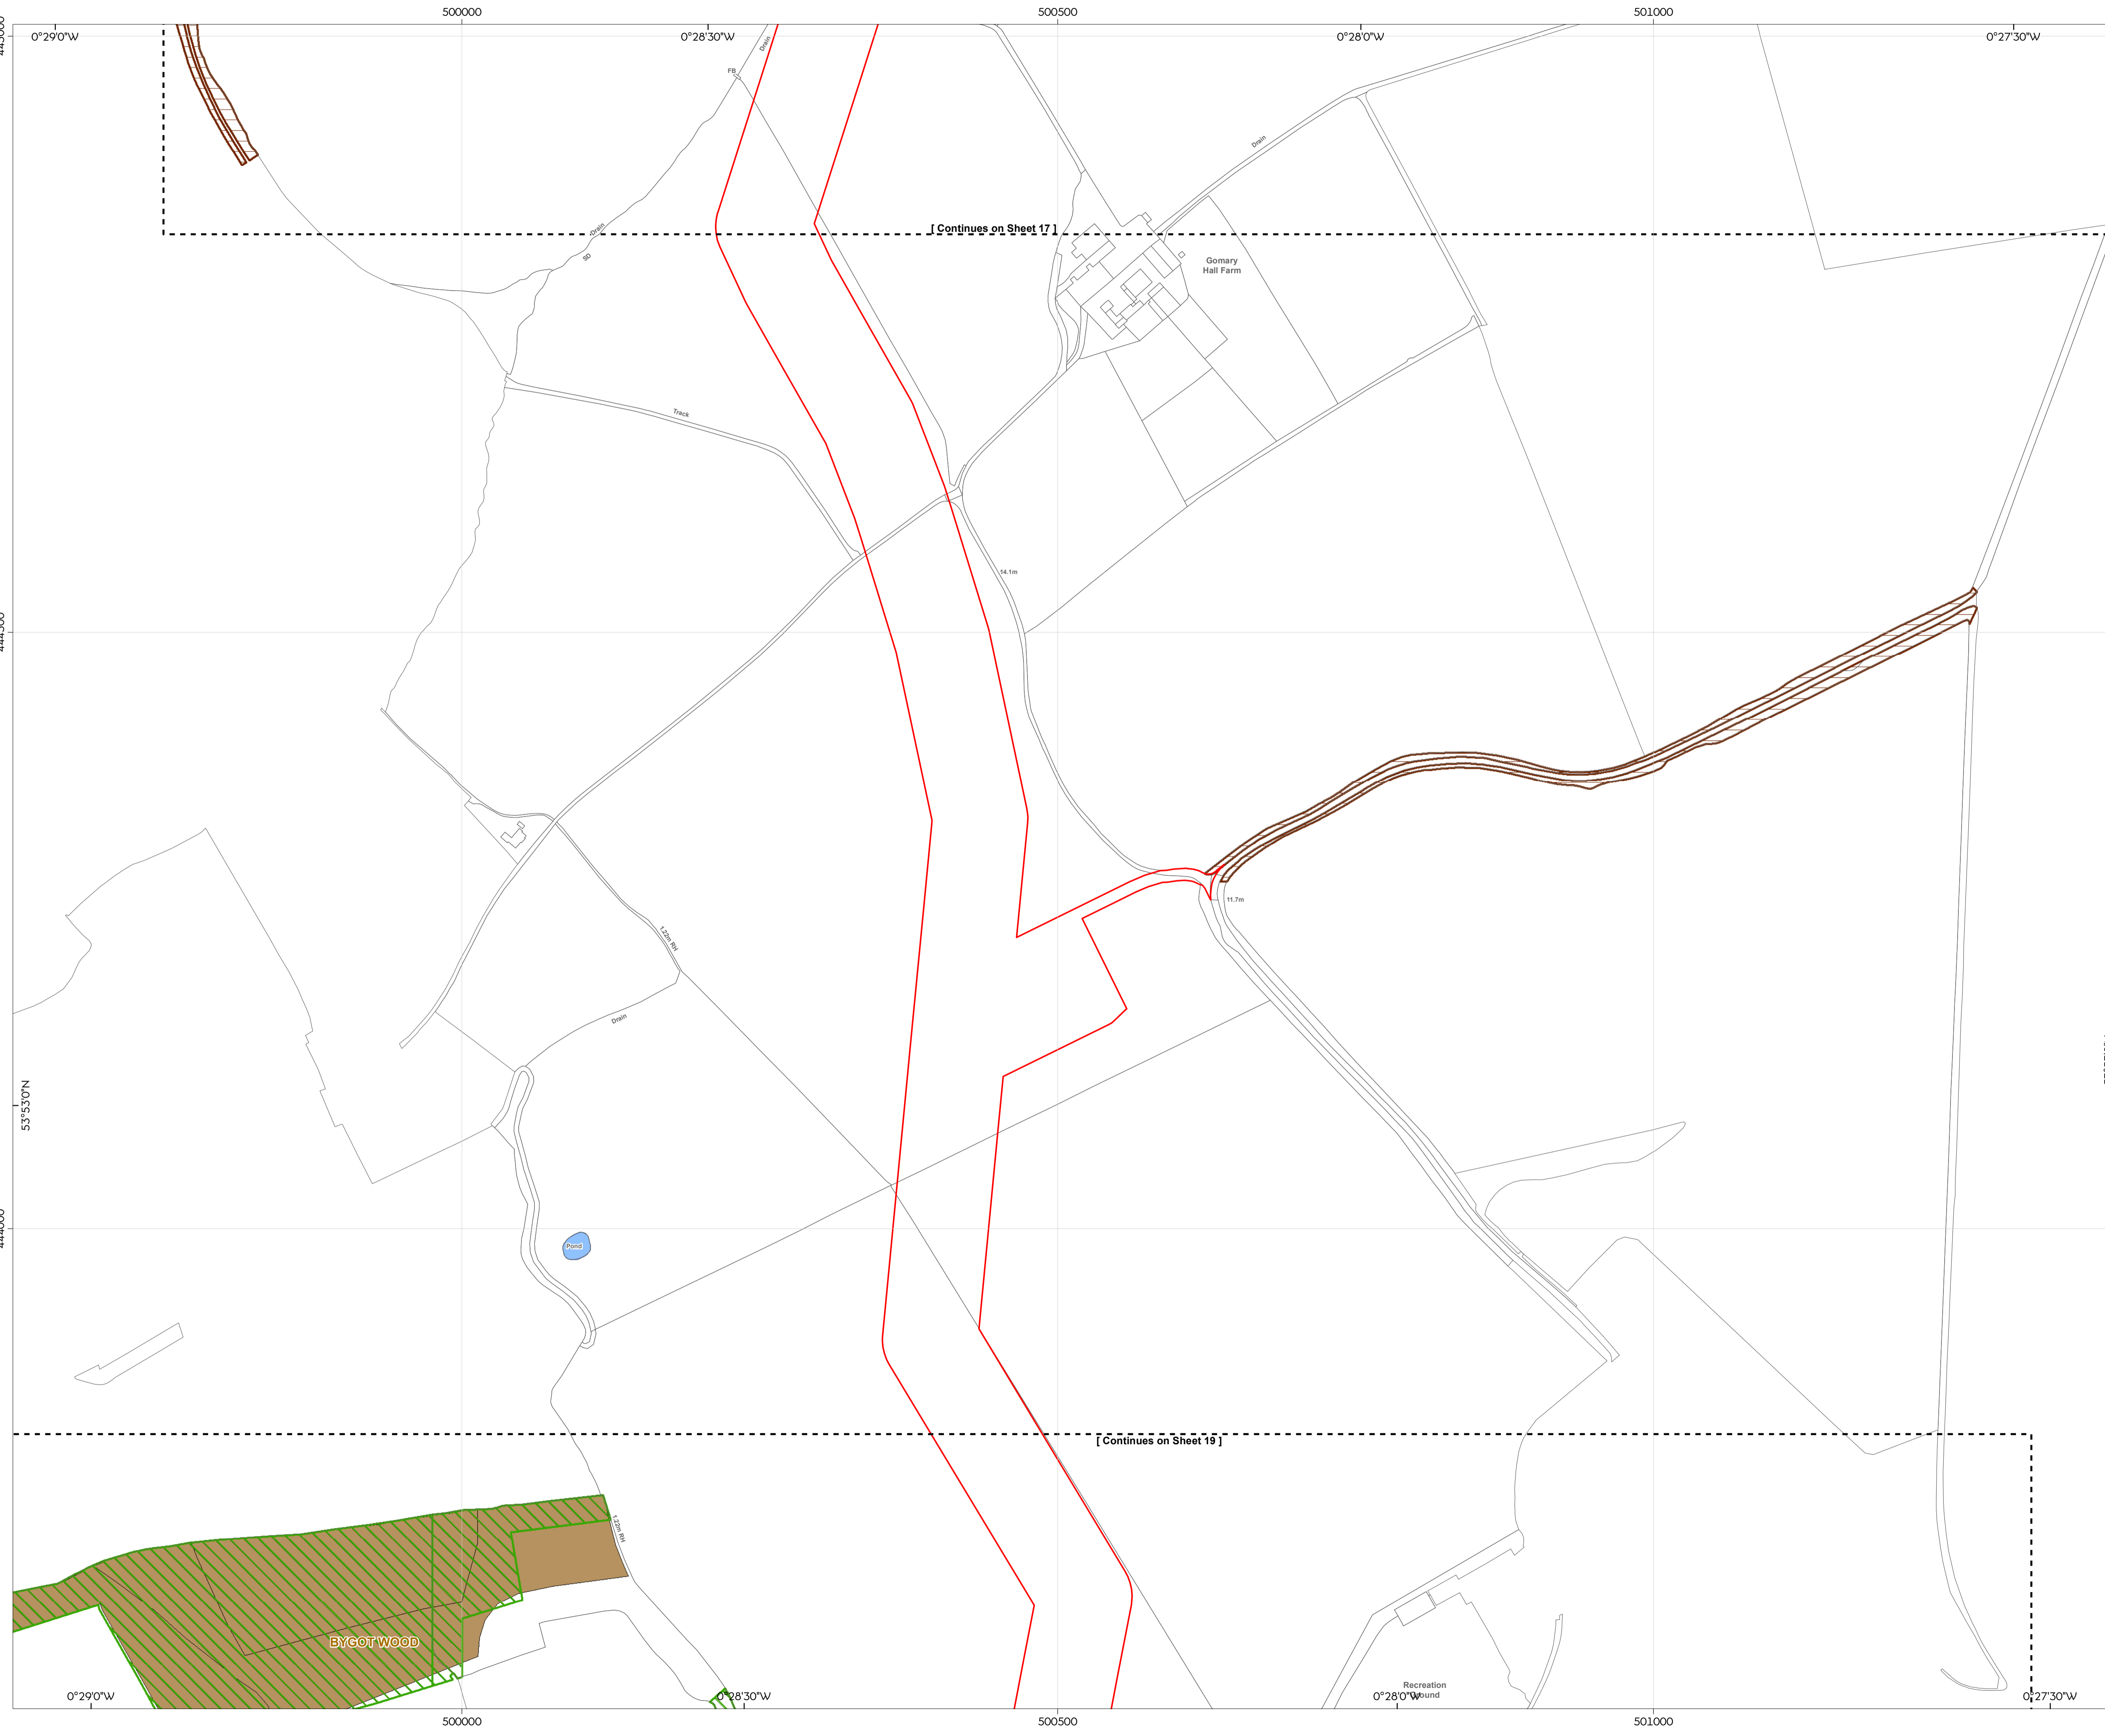 500000
500500
501000
0°29'0"W
0°28'30"W
0°28'0"W
0°27'30"W
Drain
FB
Drain
Drain
[ Continues on Sheet 17 ]
SD
Gomary
Hall Farm
Track
14.1m
11.7m
1.22m RH
Drain
53°53'0"N
Pond
[ Continues on Sheet 19 ]
1.22m RH
BYGOT WOOD
Recreation
0°29'0"W
0°28'30"W
0°28'0"W
0°27'30"W
500000
500500
501000